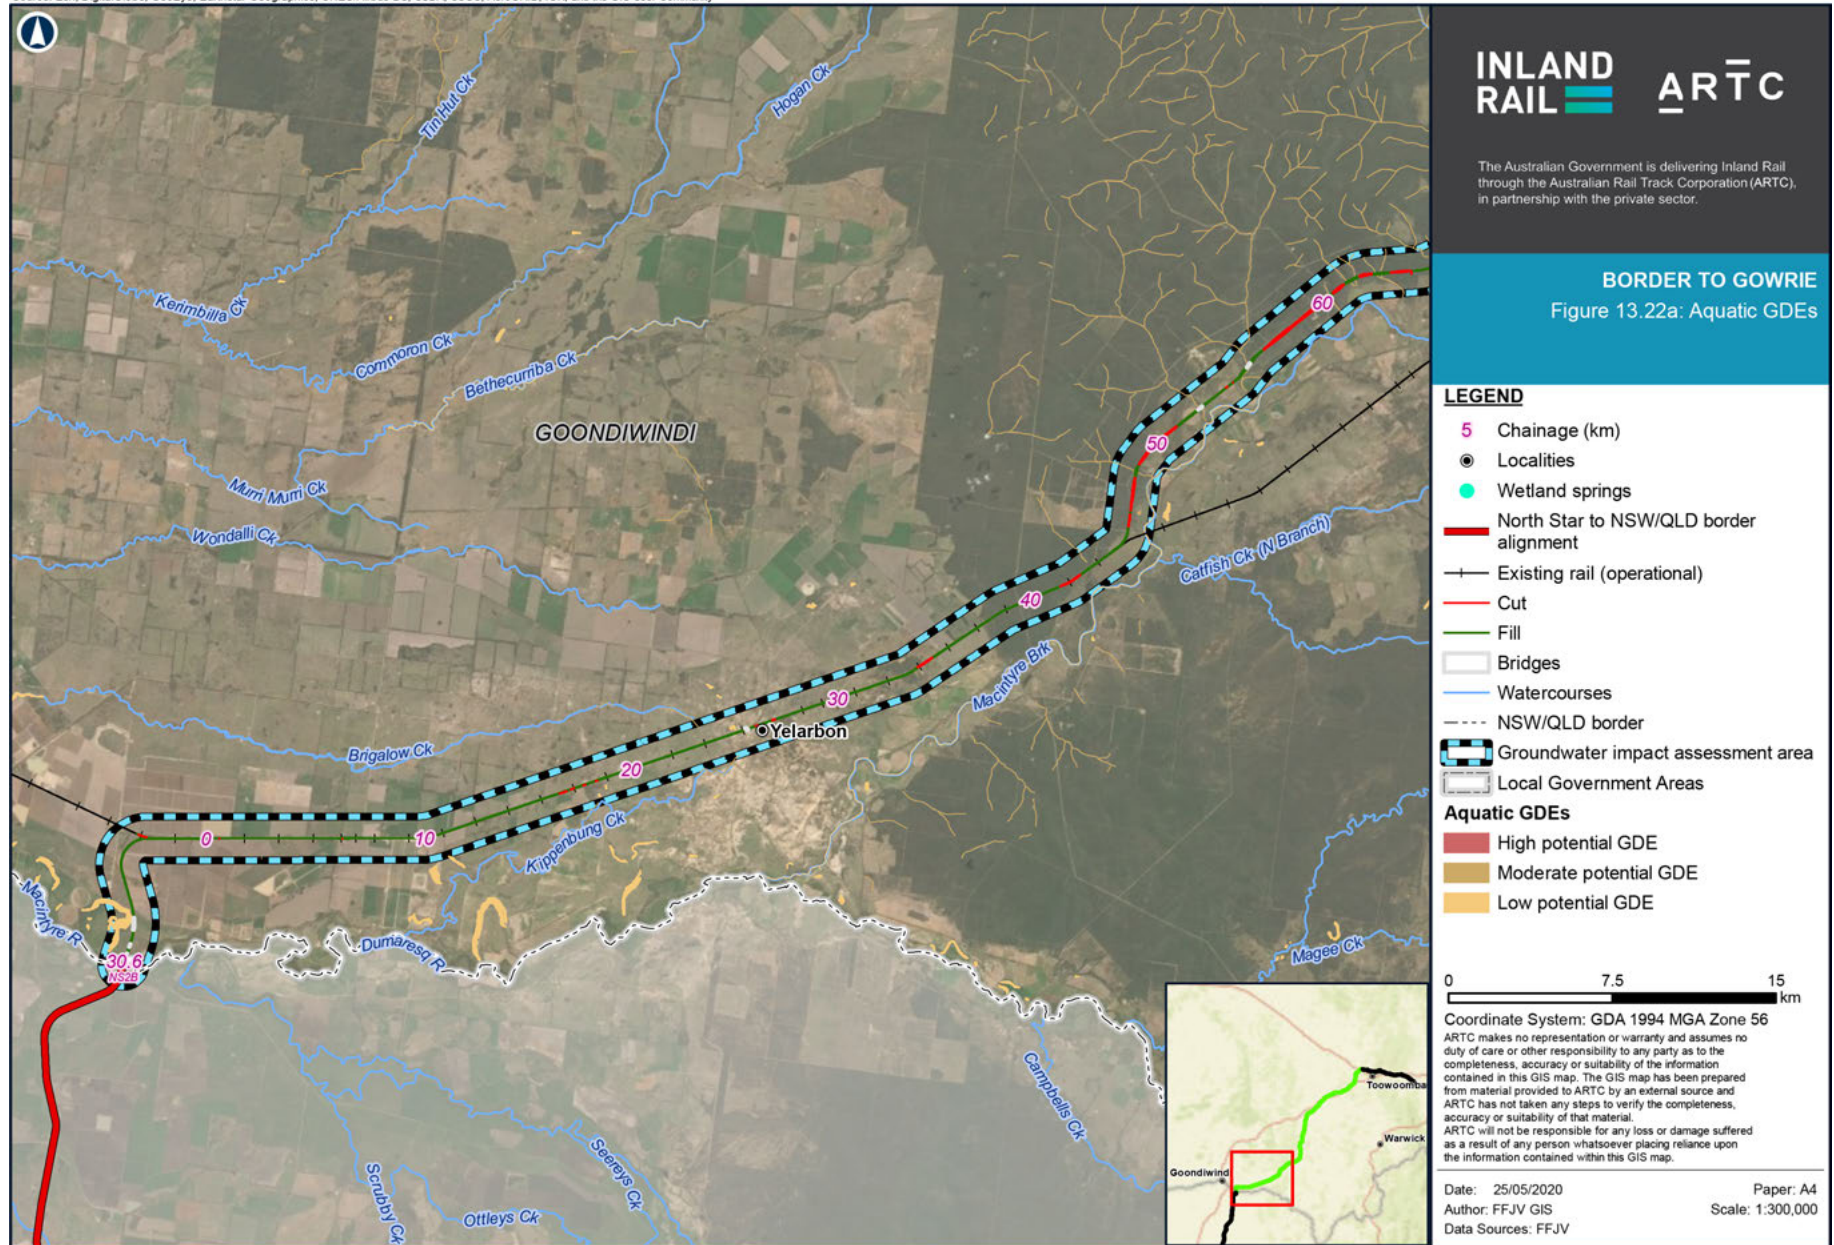 Tin Hut Ck
Hogan Ck
Kerimbilla Ck
Commoron Ck
Bethecurriba Ck
GOONDIWINDI
Murri Murri Ck
Wondalli Ck
Catfish Ck (N Branch)
Macintyre Brk
Brigalow Ck
Yelarbon
Kippenbung Ck
Macintyre R
Dumaresq R
Magee Ck
Campbells Ck
Seereys Ck
Scrubby Ck
Ottleys Ck
0
10
20
30
40
50
60
30.6
NS2B
Toowoomba
Warwick
Goondiwind
INLAND
RAIL
ARTC
The Australian Government is delivering Inland Rail
through the Australian Rail Track Corporation (ARTC),
in partnership with the private sector.
BORDER TO GOWRIE
Figure 13.22a: Aquatic GDEs
LEGEND
5 Chainage (km)
Localities
Wetland springs
North Star to NSW/QLD border
alignment
Existing rail (operational)
Cut
Fill
Bridges
Watercourses
NSW/QLD border
Groundwater impact assessment area
Local Government Areas
Aquatic GDEs
High potential GDE
Moderate potential GDE
Low potential GDE
0 7.5 15
km
Coordinate System: GDA 1994 MGA Zone 56
ARTC makes no representation or warranty and assumes no
duty of care or other responsibility to any party as to the
completeness, accuracy or suitability of the information
contained in this GIS map. The GIS map has been prepared
from material provided to ARTC by an external source and
ARTC has not taken any steps to verify the completeness,
accuracy or suitability of that material.
ARTC will not be responsible for any loss or damage suffered
as a result of any person whatsoever placing reliance upon
the information contained within this GIS map.
Date: 25/05/2020 Paper: A4
Author: FFJV GIS Scale: 1:300,000
Data Sources: FFJV